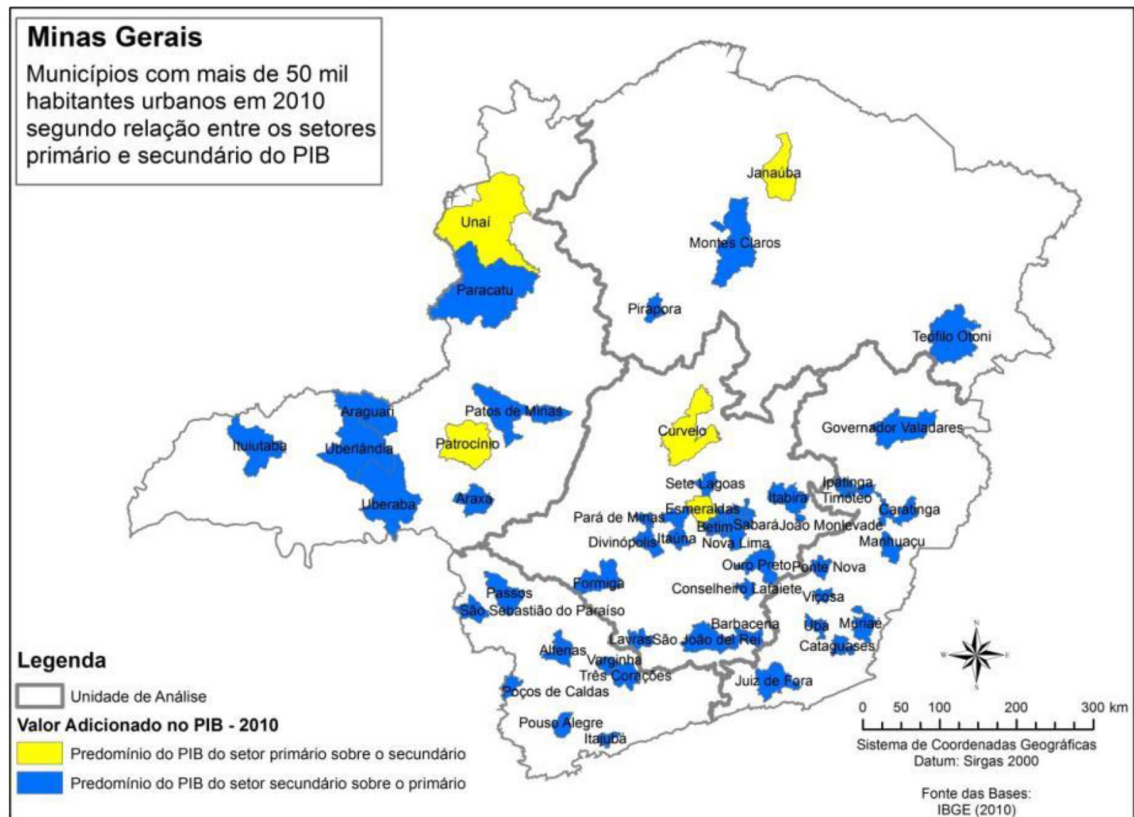 Minas Gerais
Municípios com mais de 50 mil
habitantes urbanos em 2010
segundo relação entre os setores
primário e secundário do PIB
Janaúba
Unaí
Montes Claros
Paracatu
Pirapora
Teófilo Otoni
Araguari
Patos de Minas
Ituiutaba
Uberlândia
Patrocínio
Curvelo
Governador Valadares
Uberaba
Araxá
Sete Lagoas
Ipatinga
Timóteo
Itabira
Esmeraldas
Caratinga
Pará de Minas
Betim
Sabará
João Monlevade
Divinópolis
Itaúna
Nova Lima
Manhuaçu
Ouro Preto
Ponte Nova
Formiga
Conselheiro Lafaiete
Passos
Viçosa
São Sebastião do Paraíso
Barbacena
Ubá
Muriaé
Lavras
São João del Rei
Cataguases
Alfenas
Varginha
Três Corações
Juiz de Fora
Poços de Caldas
Pouso Alegre
Itajubá
N
W
E
S
Legenda
Unidade de Análise
Valor Adicionado no PIB - 2010
Predomínio do PIB do setor primário sobre o secundário
Predomínio do PIB do setor secundário sobre o primário
0 50 100 200 300 km
Sistema de Coordenadas Geográficas
Datum: Sirgas 2000
Fonte das Bases:
IBGE (2010)